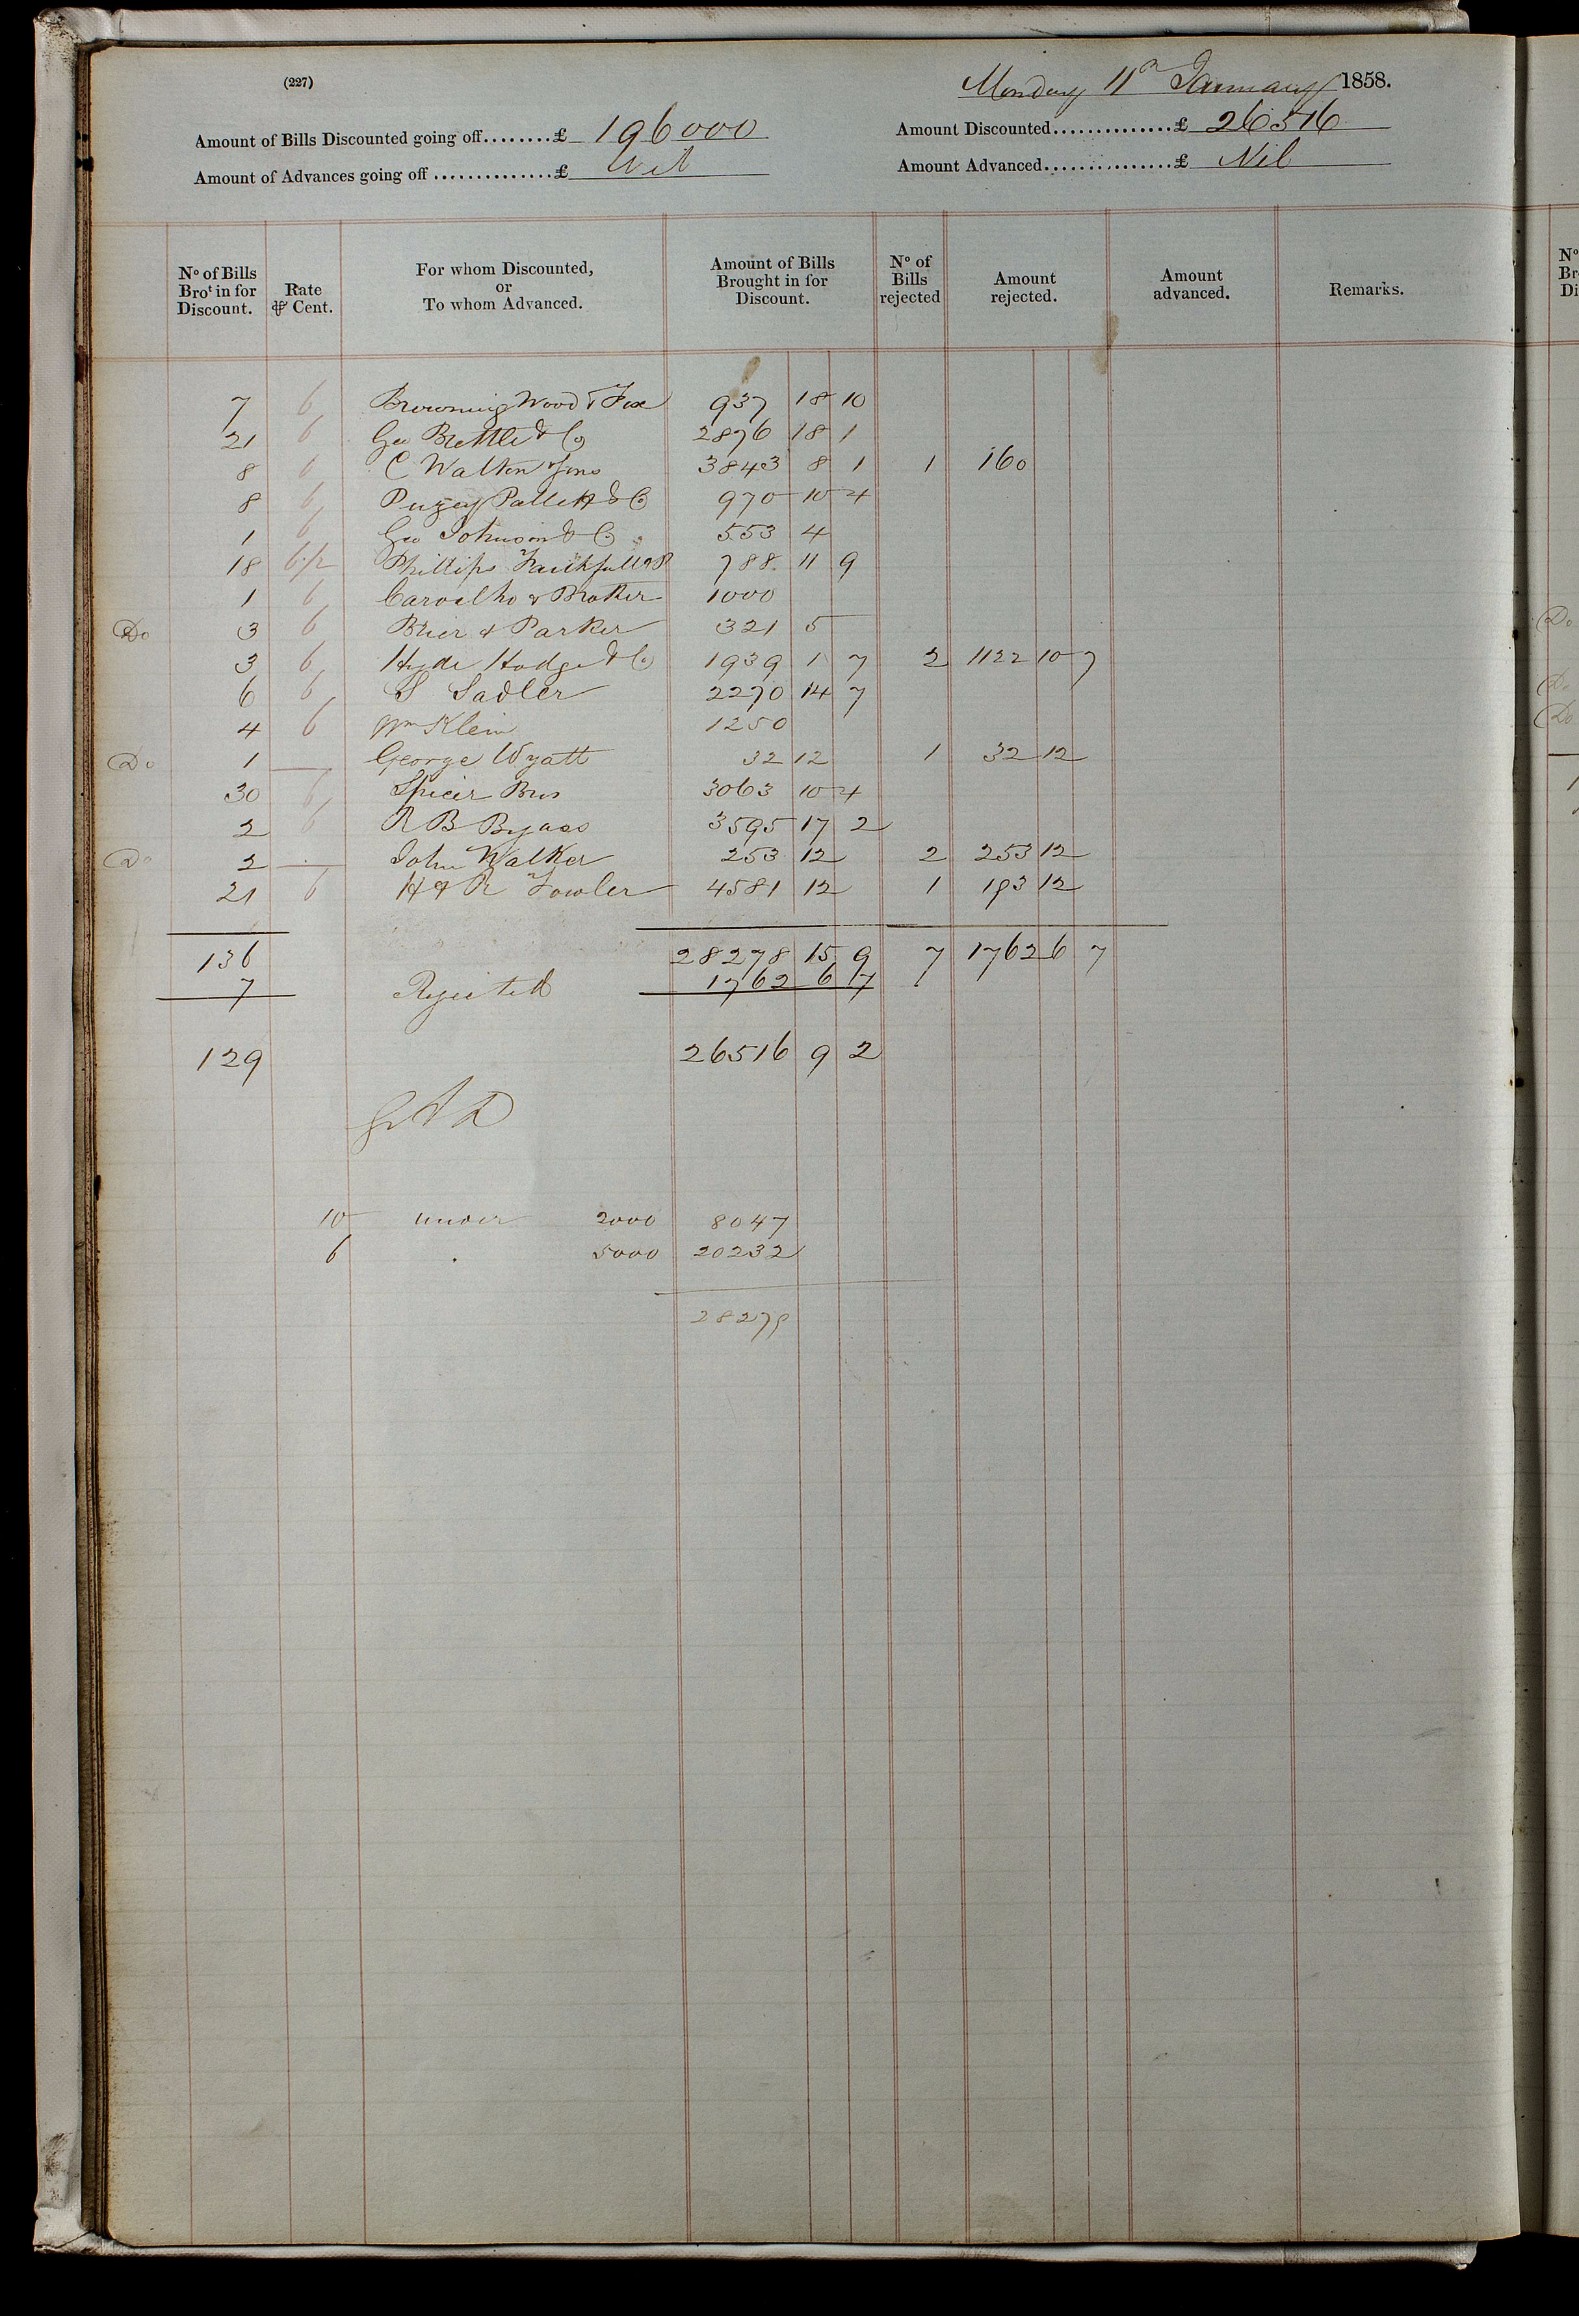 (227)
Monday 11th January 1858.
Amount of Bills Discounted going off........£ 196000
Amount Discounted..............£ 26516
Amount of Advances going off..............£ Nil
Amount Advanced...............£ Nil
No of Bills Brot in for Discount. Rate ⅌ Cent. For whom Discounted, or To whom Advanced. Amount of Bills Brought in for Discount. No of Bills rejected Amount rejected. Amount advanced. Remarks.
7 6 Browning Wood & Fox 937 18 10
21 6 Geo Brettle & Co 2876 18 1
8 6 C Walton & Sons 3843 8 1 1 160
8 6 Pugay Pallett & Co 970 10 4
1 6 Geo Johnson & Co 553 4
18 6 1/2 Phillips Faithfull & P 788 11 9
1 6 Carvalho & Brother 1000
Do 3 6 Brier & Parker 321 5
3 6 Hyde Hodge & Co 1939 1 7 2 1122 10 7
6 6 S Sadler 2270 14 7
4 6 Wm Klein 1250
Do 1 — George Wyatt 32 12 1 32 12
30 6 Spicer Bros 3063 10 4
2 6 R B Byass 3595 17 2
Do 2 — John Walker 253 12 2 253 12
21 6 H & R Fowler 4581 12 1 193 12
136 28278 15 9 7 1762 6 7
7 Rejected 1762 6 7
129 26516 9 2
10 under 2000 8047
6 . 5000 20232
28279